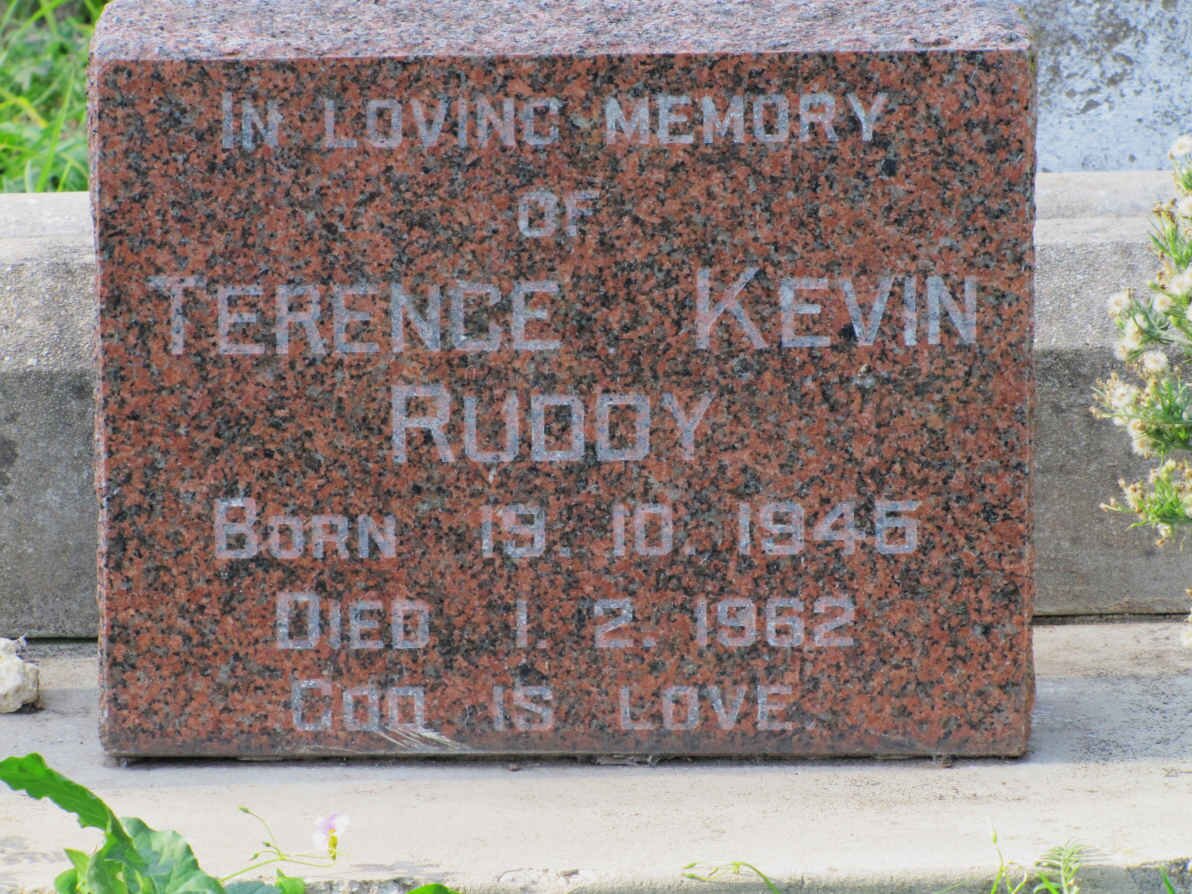 IN LOVING MEMORY
OF
TERENCE KEVIN
RUDDY
BORN 19. 10. 1945
DIED 1. 2. 1962
GOD IS LOVE